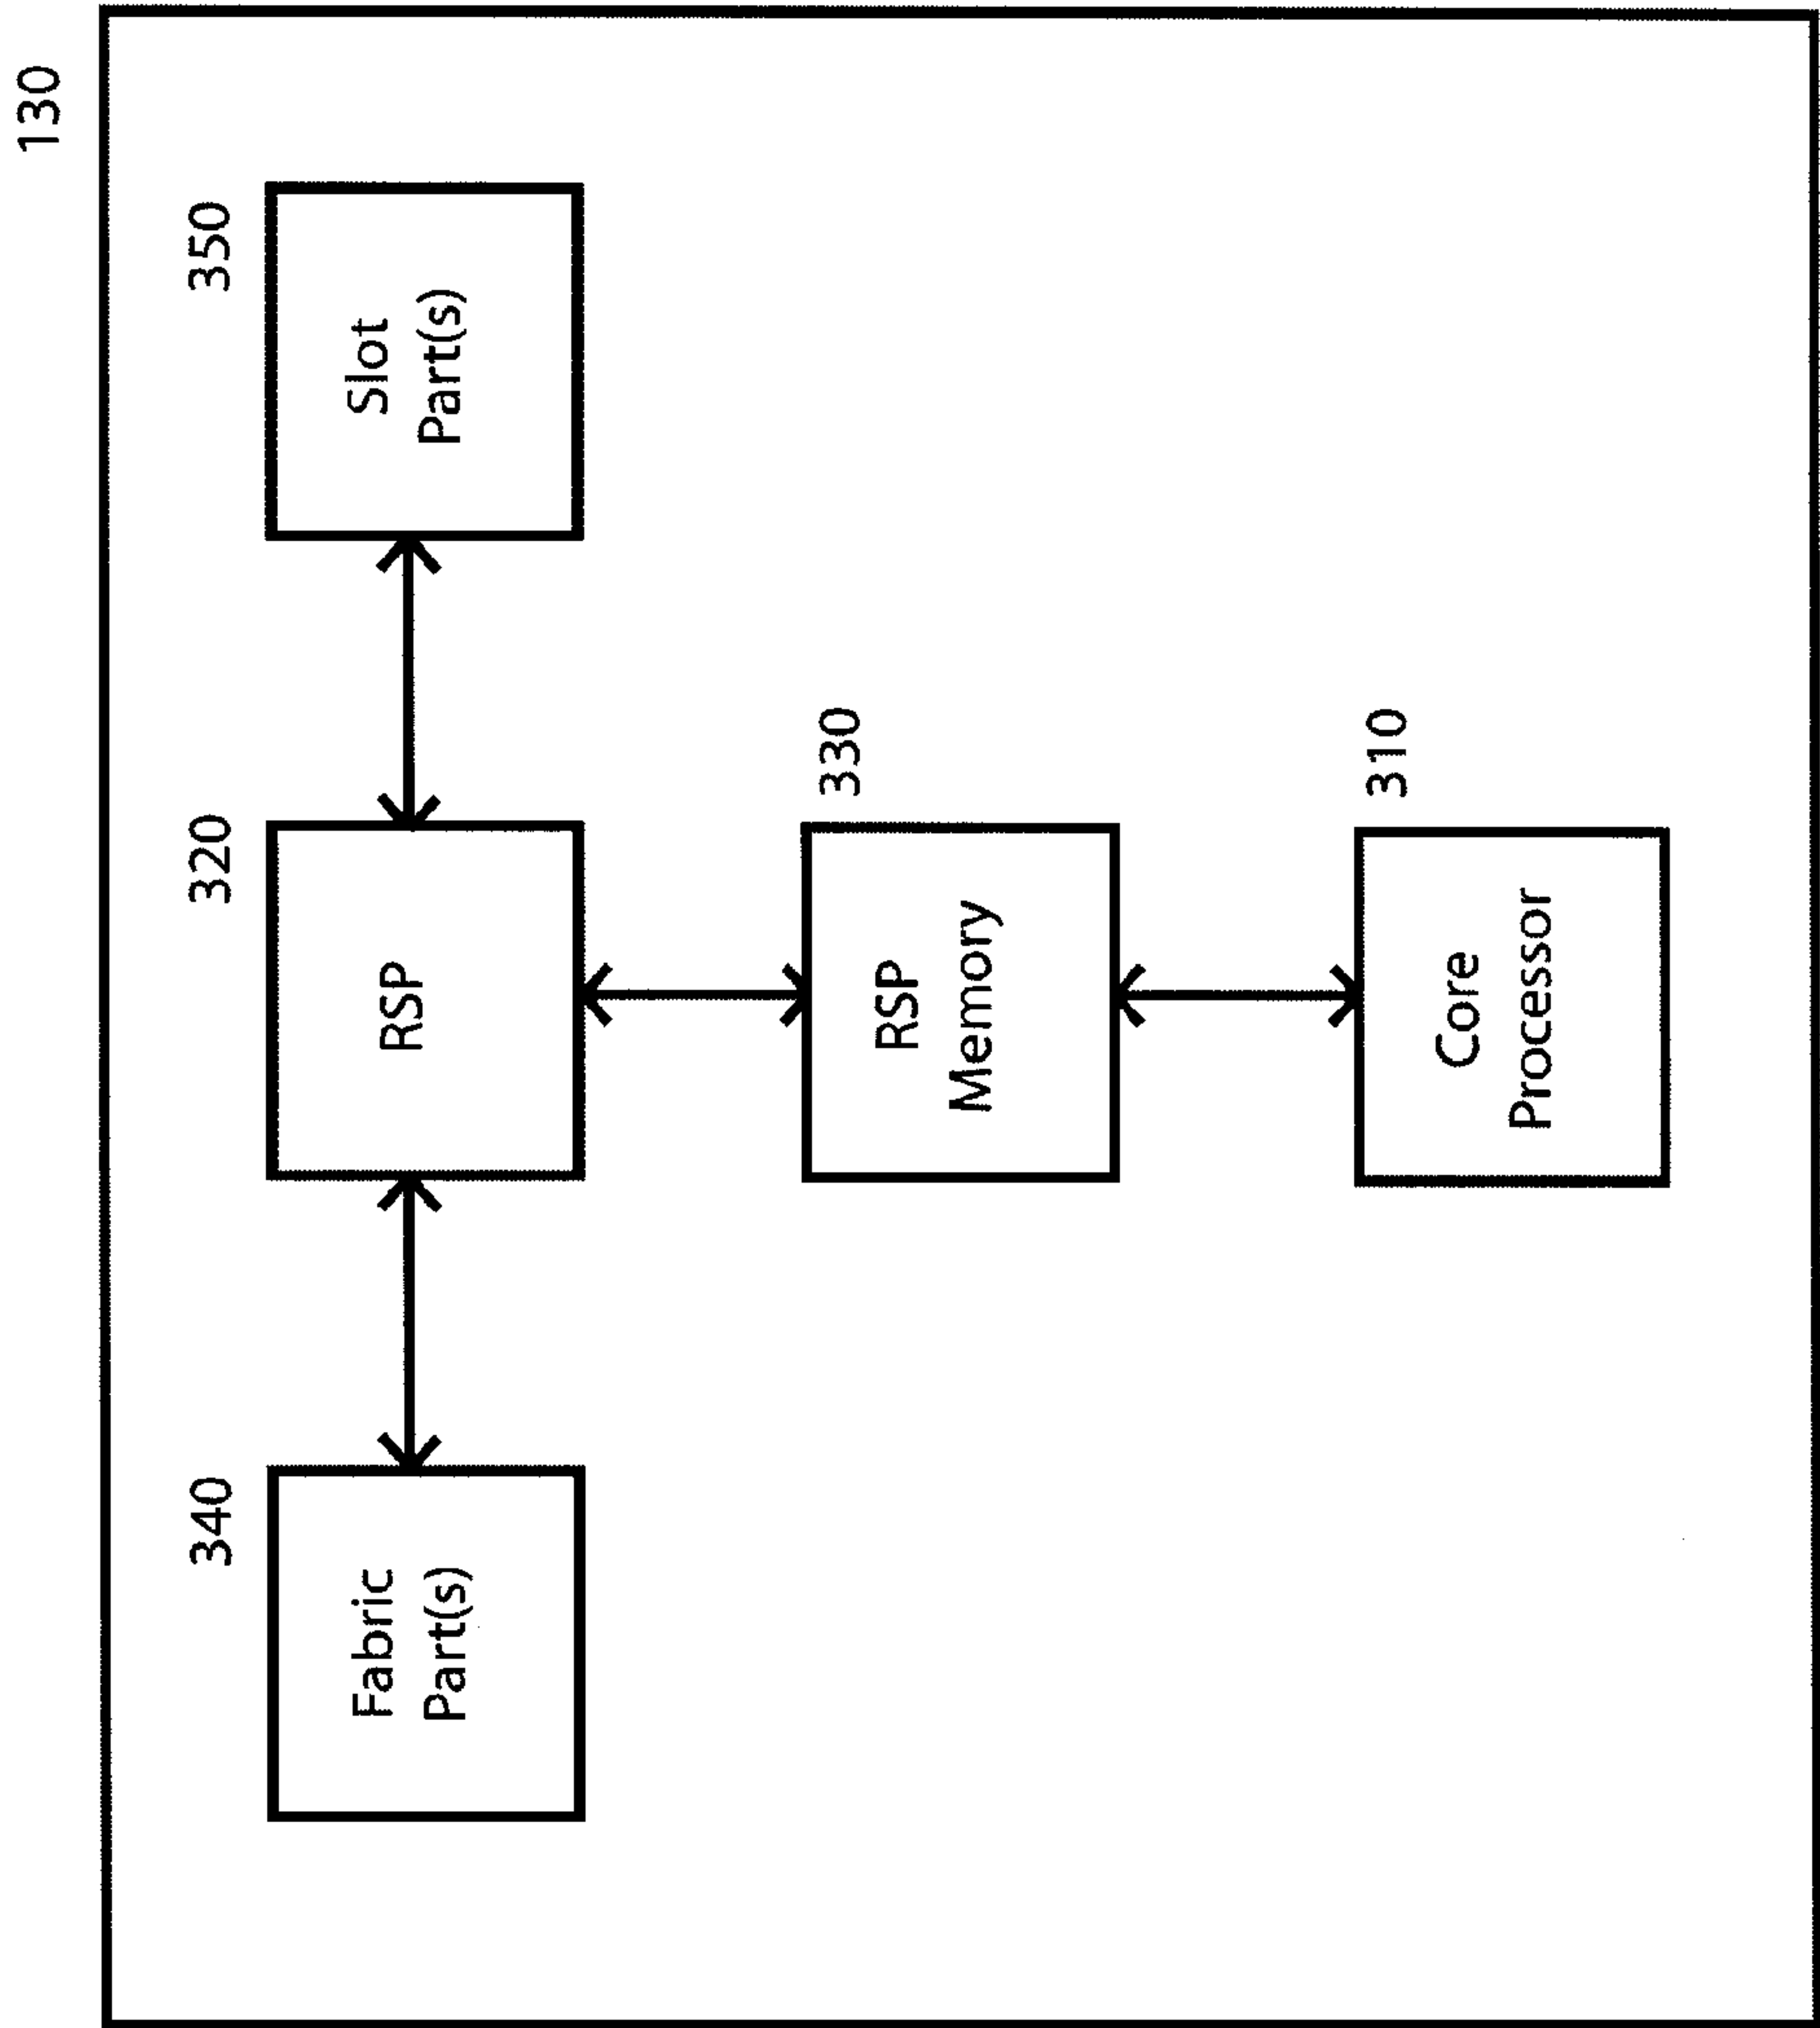 130
340
Fabric
Part(s)
320
RSP
350
Slot
Part(s)
330
RSP
Memory
310
Core
Processor